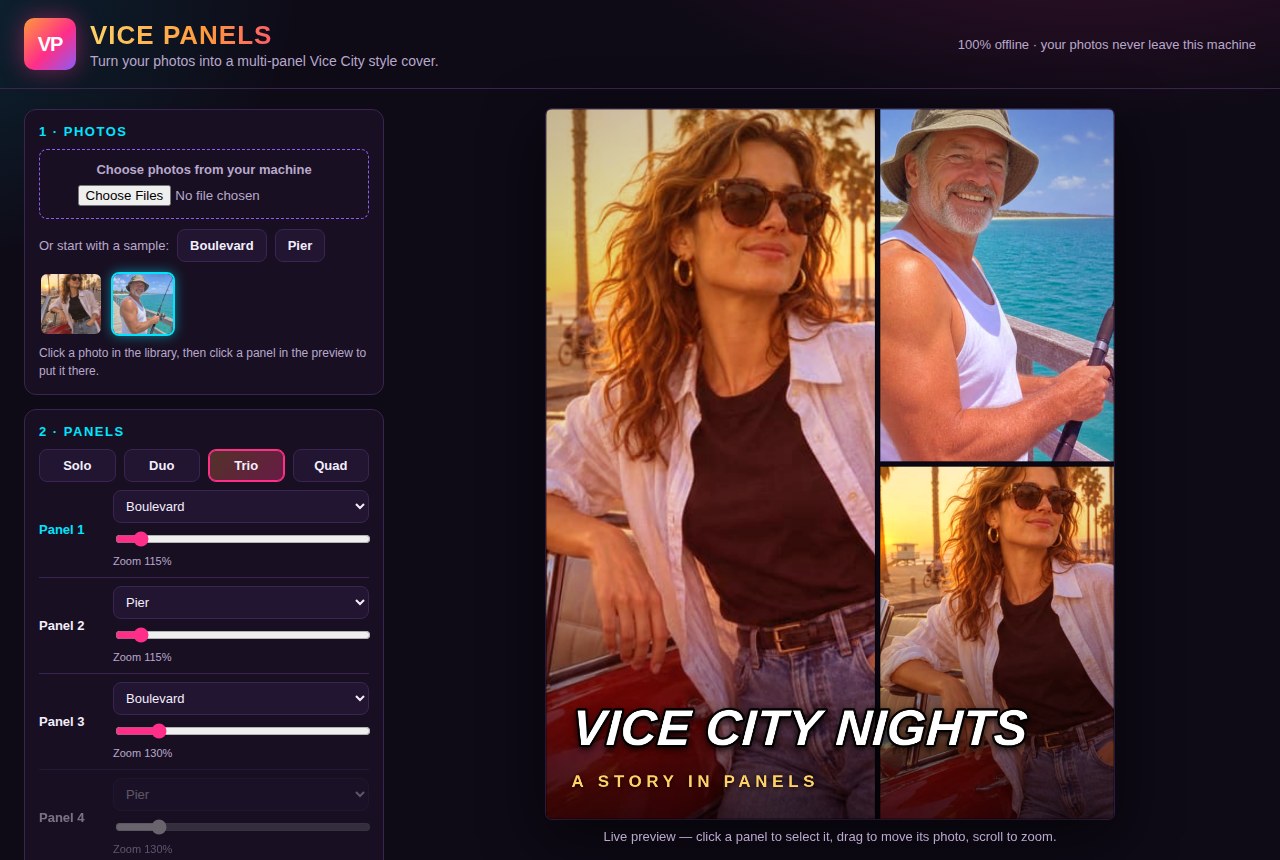 VP
VICE PANELS
Turn your photos into a multi-panel Vice City style cover.
100% offline · your photos never leave this machine
1 · PHOTOS
Choose photos from your machine
Choose Files No file chosen
Or start with a sample: Boulevard Pier
Click a photo in the library, then click a panel in the preview to
put it there.
2 · PANELS
Solo Duo Trio Quad
Panel 1
Boulevard
Zoom 115%
Panel 2
Pier
Zoom 115%
Panel 3
Boulevard
Zoom 130%
Panel 4
Pier
Zoom 130%
VICE CITY NIGHTS
A STORY IN PANELS
Live preview — click a panel to select it, drag to move its photo, scroll to zoom.